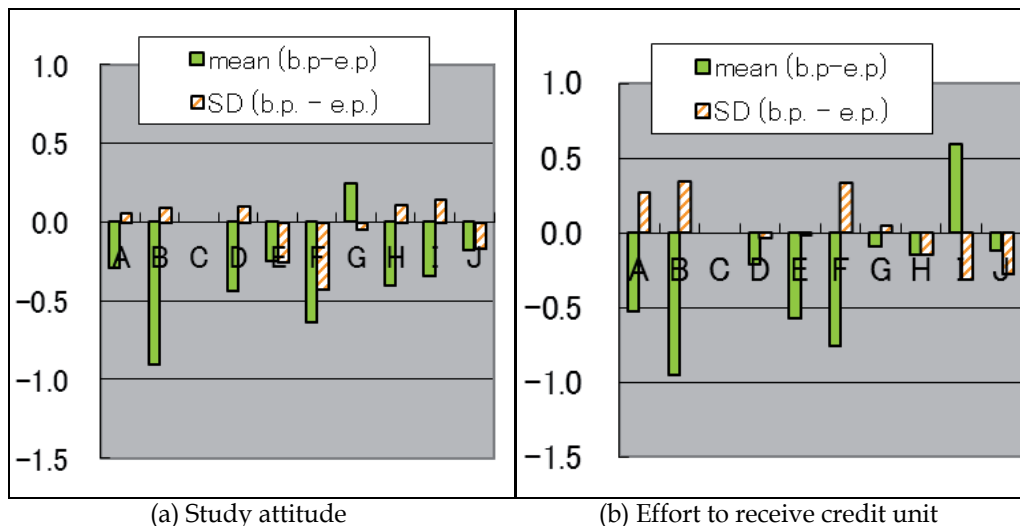 mean (b.p-e.p)
SD (b.p. - e.p.)
1.0
0.5
0.0
-0.5
-1.0
-1.5
A B C D E F G H I J
(a) Study attitude
mean (b.p-e.p)
SD (b.p. - e.p.)
1.0
0.5
0.0
-0.5
-1.0
-1.5
A B C D E F G H I J
(b) Effort to receive credit unit